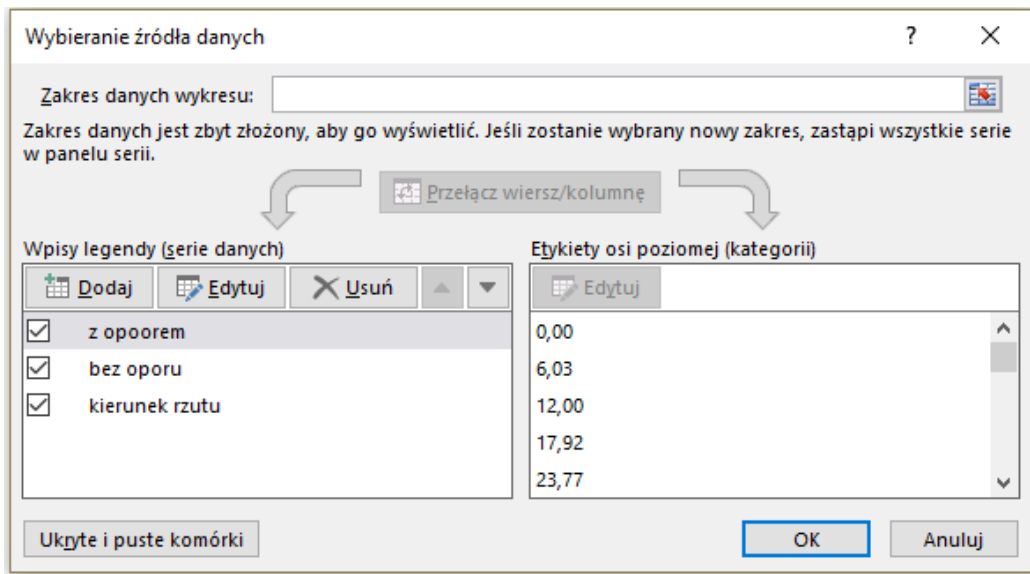 Wybieranie źródła danych
?
Zakres danych wykresu:
Zakres danych jest zbyt złożony, aby go wyświetlić. Jeśli zostanie wybrany nowy zakres, zastąpi wszystkie serie
w panelu serii.
Przełącz wiersz/kolumnę
Wpisy legendy (serie danych)
Dodaj
Edytuj
Usuń
z opoorem
bez oporu
kierunek rzutu
Etykiety osi poziomej (kategorii)
Edytuj
0,00
6,03
12,00
17,92
23,77
Ukryte i puste komórki
OK
Anuluj